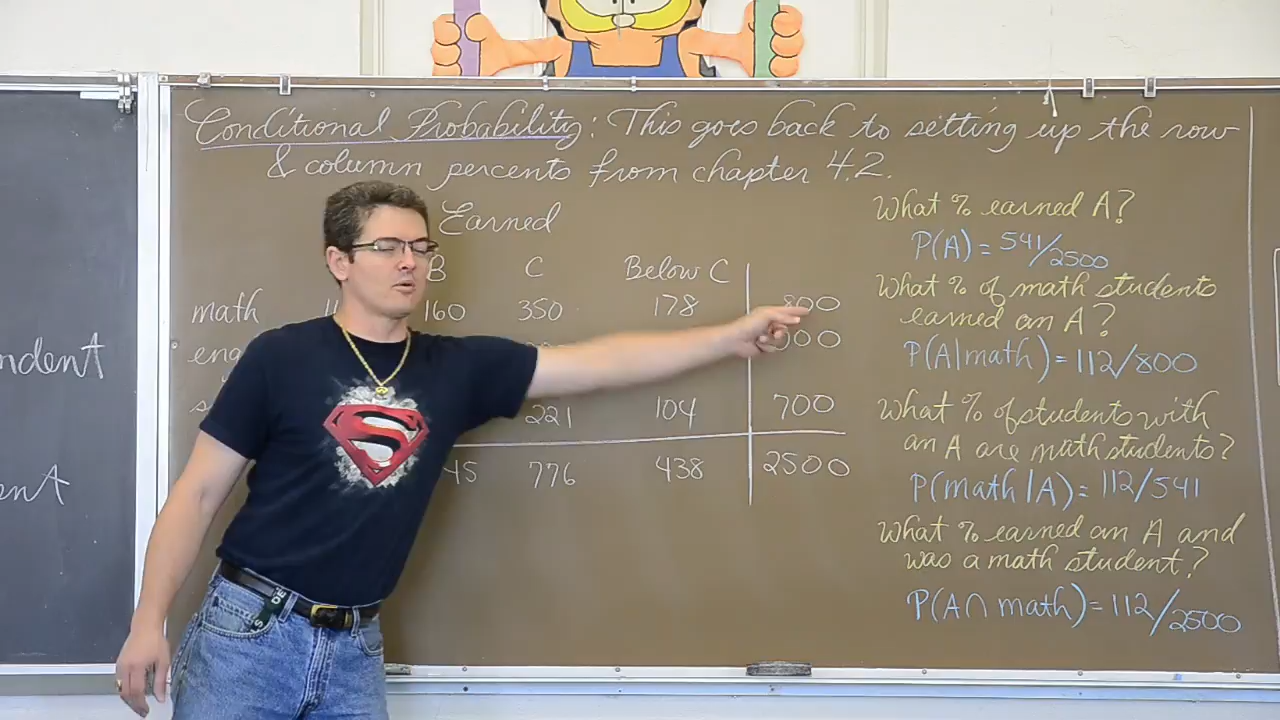 Conditional Probability: This goes back to setting up the row
& column percents from chapter 4.2.
Earned
B C Below C
math 160 350 178 800
221 104 700
45 776 438 2500
What % earned A?
P(A) = 541/2500
What % of math students
earned an A?
P(A|math) = 112/800
What % of students with
an A are math students?
P(math|A) = 112/541
What % earned an A and
was a math student?
P(A∩math) = 112/2500